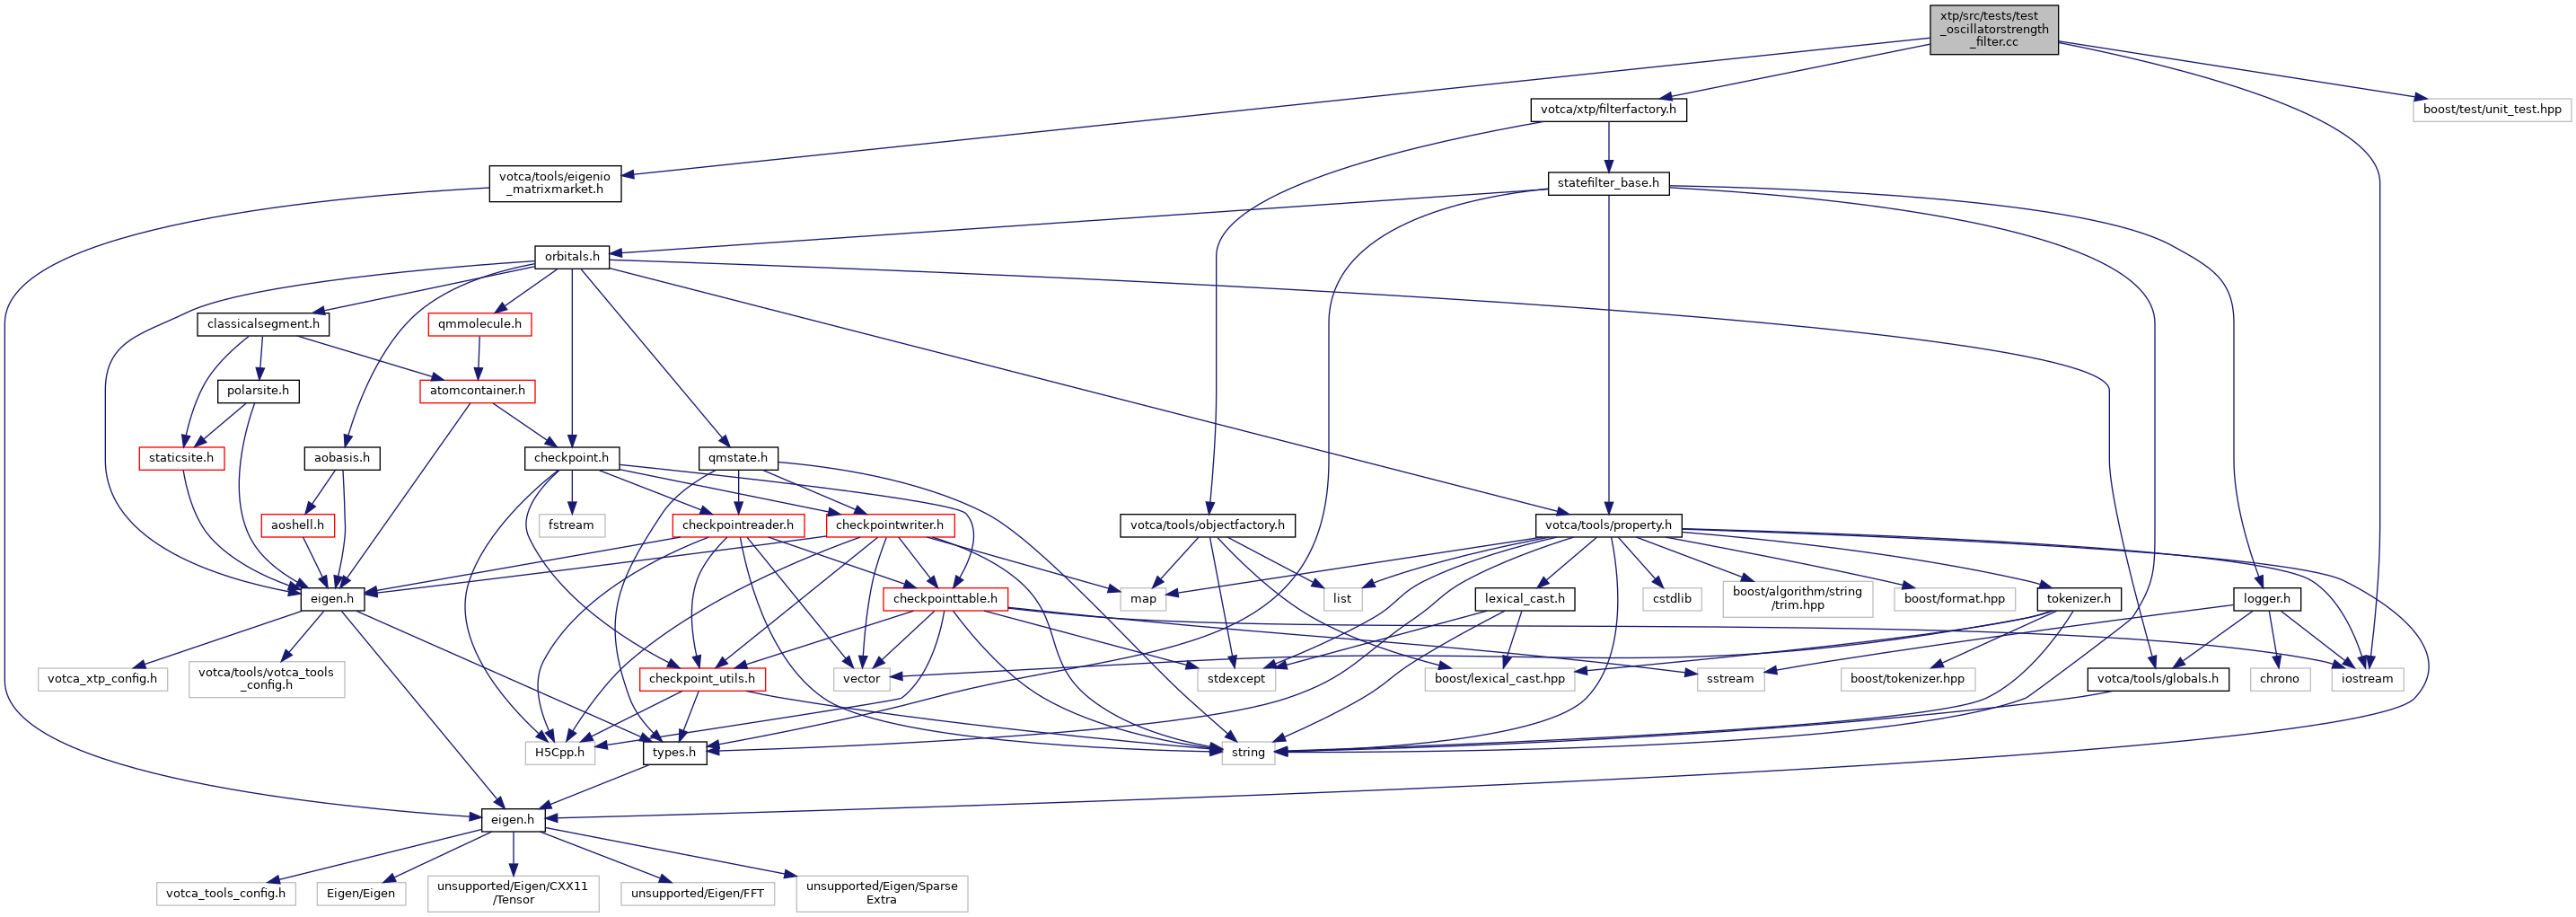 xtp/src/tests/test
_oscillatorstrength
_filter.cc
votca/xtp/filterfactory.h
boost/test/unit_test.hpp
votca/tools/eigenio
_matrixmarket.h
statefilter_base.h
orbitals.h
classicalsegment.h
qmmolecule.h
polarsite.h
atomcontainer.h
staticsite.h
aobasis.h
checkpoint.h
qmstate.h
aoshell.h
fstream
checkpointreader.h
checkpointwriter.h
votca/tools/objectfactory.h
votca/tools/property.h
eigen.h
checkpointtable.h
map
list
lexical_cast.h
cstdlib
boost/algorithm/string
/trim.hpp
boost/format.hpp
tokenizer.h
logger.h
votca_xtp_config.h
votca/tools/votca_tools
_config.h
checkpoint_utils.h
vector
stdexcept
boost/lexical_cast.hpp
sstream
boost/tokenizer.hpp
votca/tools/globals.h
chrono
iostream
H5Cpp.h
types.h
string
eigen.h
votca_tools_config.h
Eigen/Eigen
unsupported/Eigen/CXX11
/Tensor
unsupported/Eigen/FFT
unsupported/Eigen/Sparse
Extra